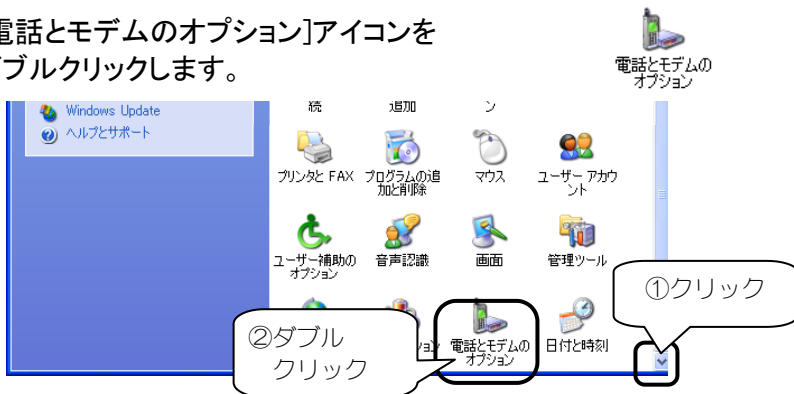 電話とモデムのオプション]アイコンを
ブルクリックします。
電話とモデムの
オプション
Windows Update
ヘルプとサポート
続
追加
ン
プリンタと FAX
プログラムの追
加と削除
マウス
ユーザー アカウ
ント
ユーザー補助の
オプション
音声認識
画面
管理ツール
①クリック
②ダブル
クリック
ョン
電話とモデムの
オプション
日付と時刻